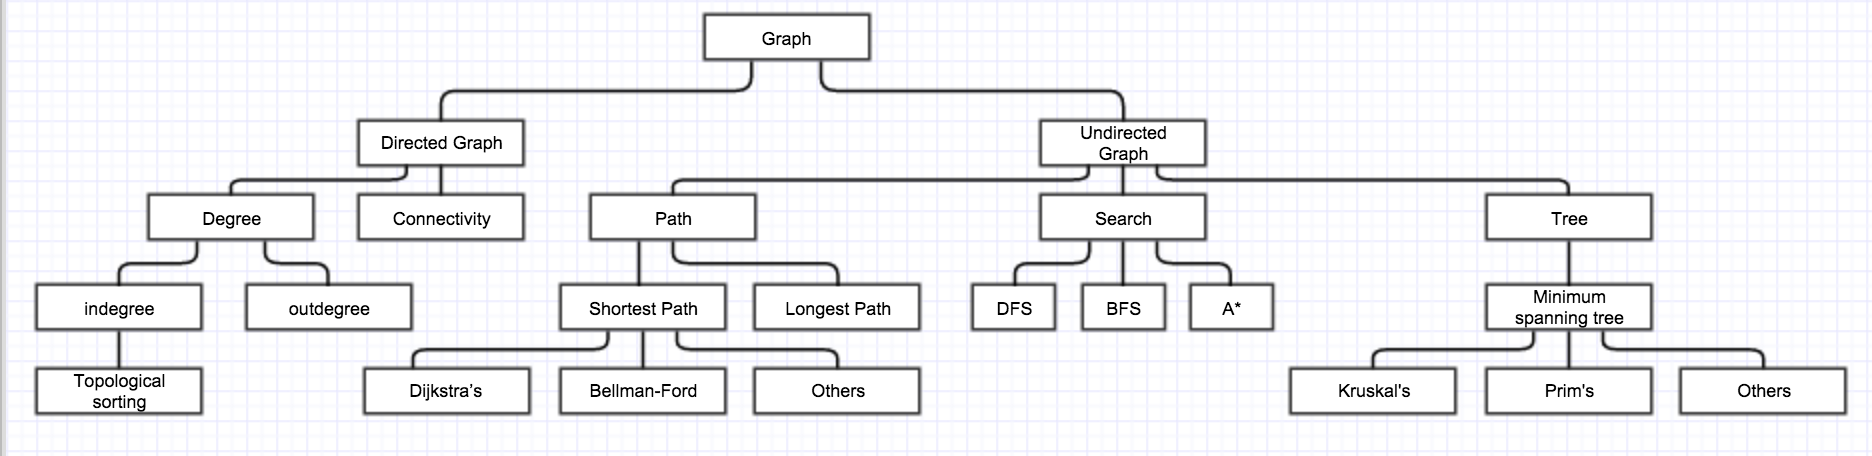 Graph
Directed Graph
Undirected
Graph
Degree
Connectivity
Path
Search
Tree
indegree
outdegree
Shortest Path
Longest Path
DFS
BFS
A*
Minimum
spanning tree
Topological
sorting
Dijkstra’s
Bellman-Ford
Others
Kruskal's
Prim's
Others